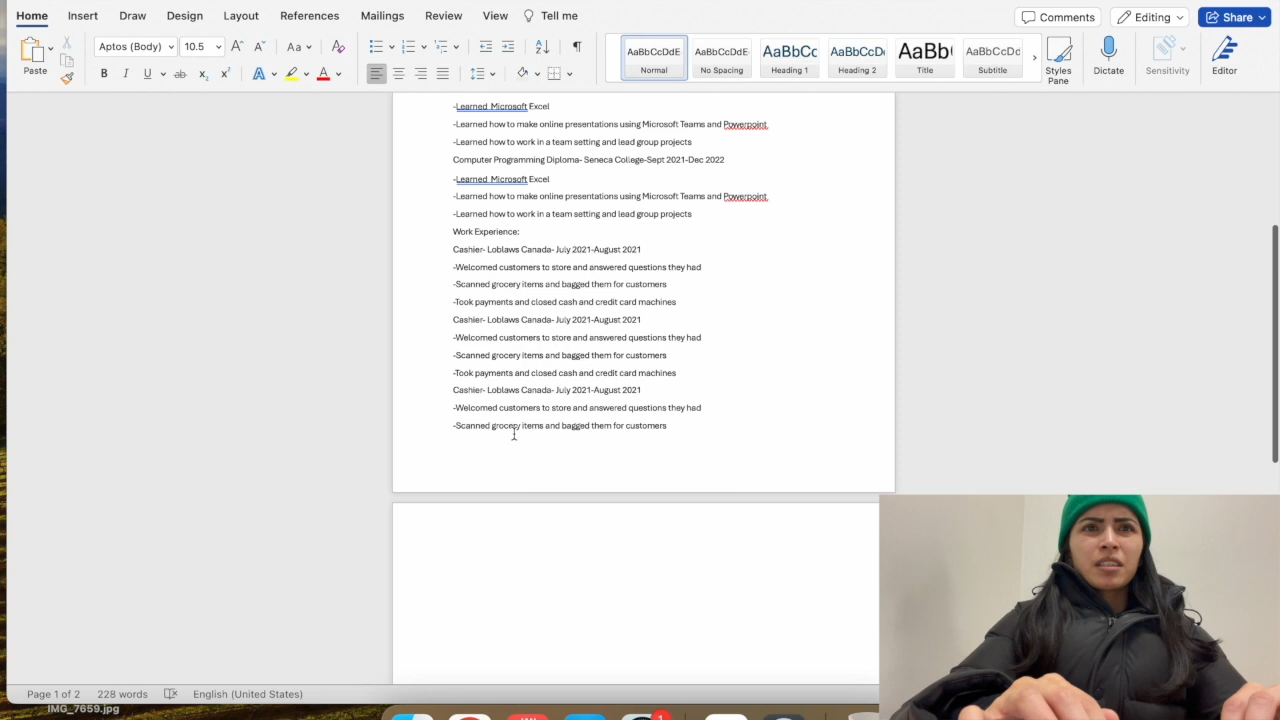 Home Insert Draw Design Layout References Mailings Review View Tell me Comments Editing Share
Aptos (Body) 10.5 Aa AaBbCcDdE AaBbCcDdE AaBbCc AaBbCcDc AaBb( AaBbCcDd
Paste Normal No Spacing Heading 1 Heading 2 Title Subtitle Styles Pane Dictate Sensitivity Editor
-Learned Microsoft Excel
-Learned how to make online presentations using Microsoft Teams and Powerpoint
-Learned how to work in a team setting and lead group projects
Computer Programming Diploma- Seneca College-Sept 2021-Dec 2022
-Learned Microsoft Excel
-Learned how to make online presentations using Microsoft Teams and Powerpoint
-Learned how to work in a team setting and lead group projects
Work Experience:
Cashier- Loblaws Canada- July 2021-August 2021
-Welcomed customers to store and answered questions they had
-Scanned grocery items and bagged them for customers
-Took payments and closed cash and credit card machines
Cashier- Loblaws Canada- July 2021-August 2021
-Welcomed customers to store and answered questions they had
-Scanned grocery items and bagged them for customers
-Took payments and closed cash and credit card machines
Cashier- Loblaws Canada- July 2021-August 2021
-Welcomed customers to store and answered questions they had
-Scanned grocery items and bagged them for customers
Page 1 of 2 228 words English (United States)
IMG_7659.jpg
1